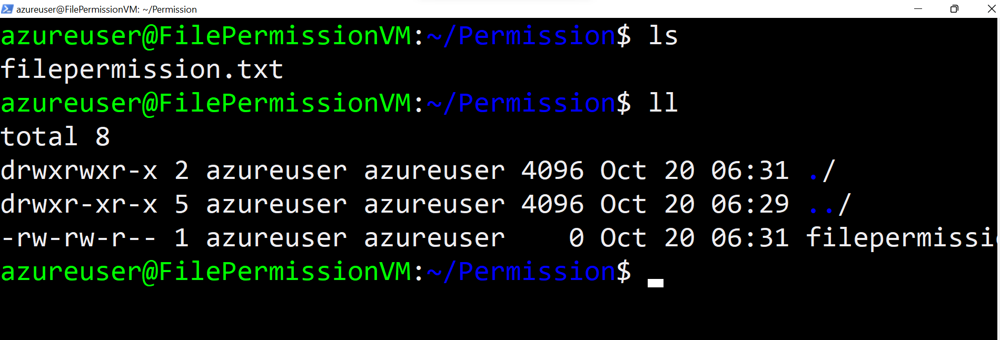 azureuser@FilePermissionVM: ~/Permission
azureuser@FilePermissionVM:~/Permission$ ls
filepermission.txt
azureuser@FilePermissionVM:~/Permission$ ll
total 8
drwxrwxr-x 2 azureuser azureuser 4096 Oct 20 06:31 ./
drwxr-xr-x 5 azureuser azureuser 4096 Oct 20 06:29 ../
-rw-rw-r-- 1 azureuser azureuser    0 Oct 20 06:31 filepermissi
azureuser@FilePermissionVM:~/Permission$